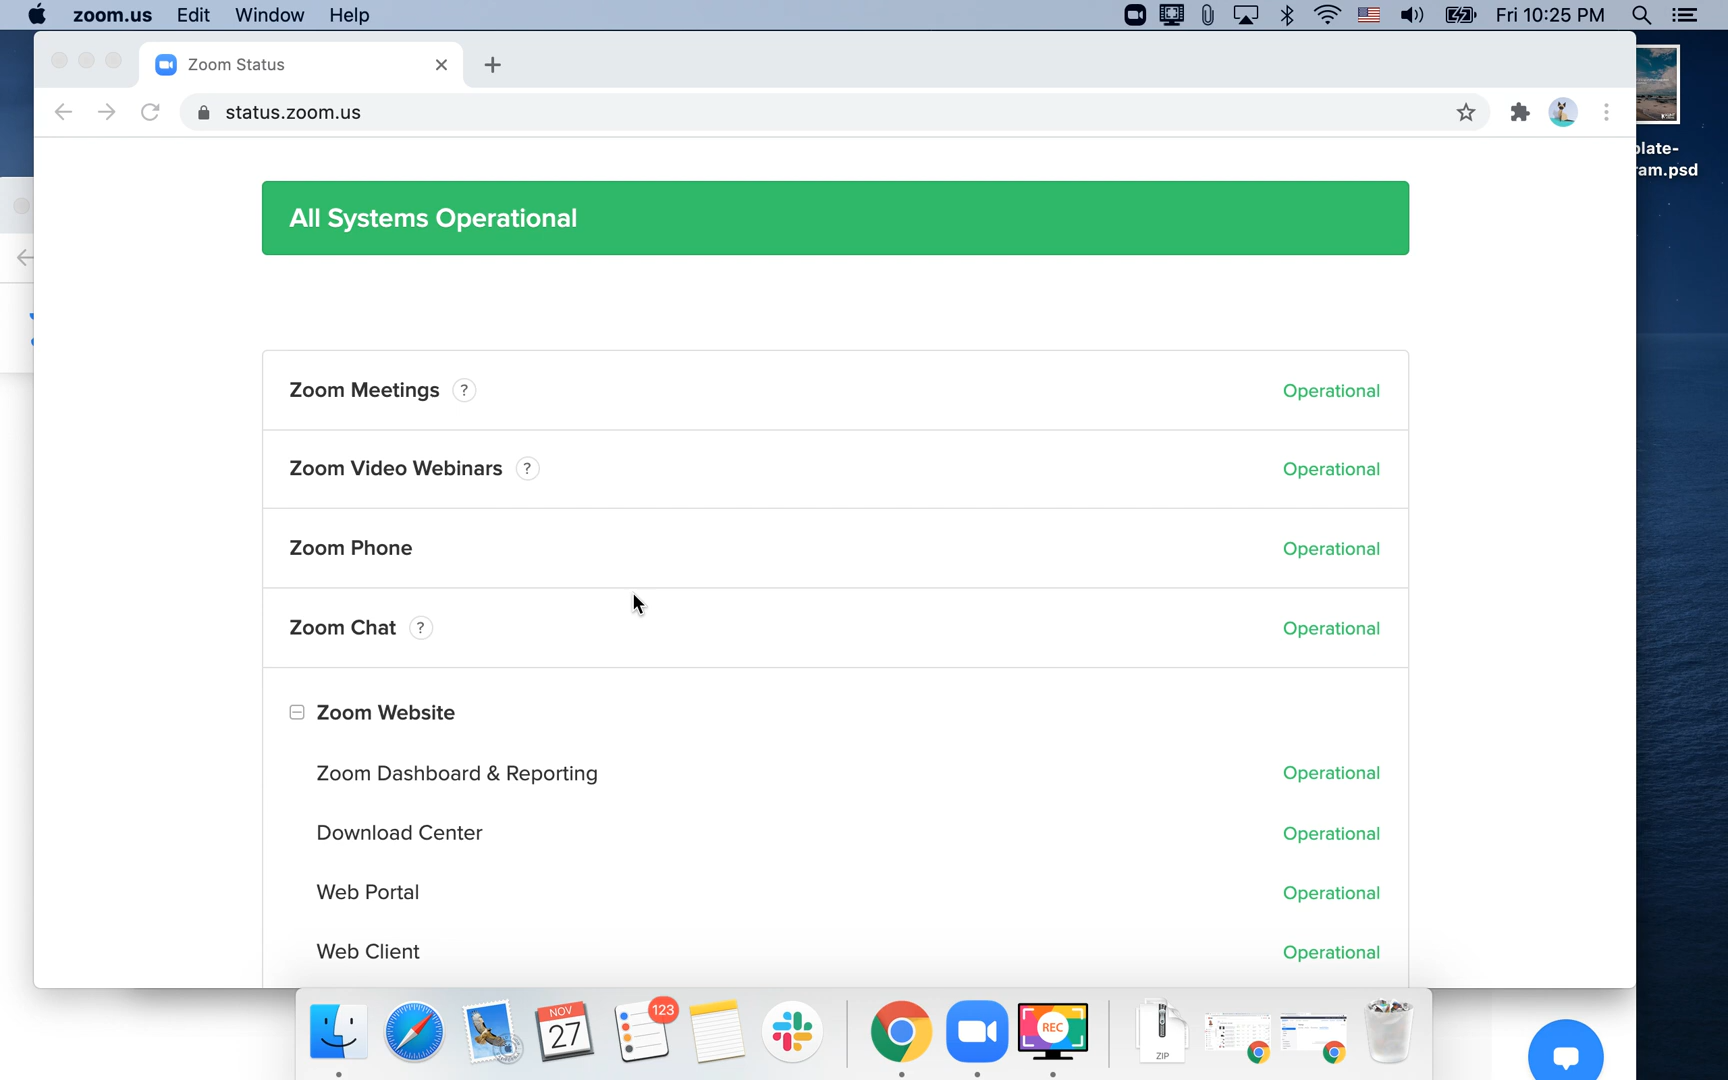 zoom.us Edit Window Help Fri 10:25 PM
Zoom Status
status.zoom.us
plate-
ram.psd
All Systems Operational
Zoom Meetings ? Operational
Zoom Video Webinars ? Operational
Zoom Phone Operational
Zoom Chat ? Operational
Zoom Website
Zoom Dashboard & Reporting Operational
Download Center Operational
Web Portal Operational
Web Client Operational
NOV
27
123
REC
ZIP